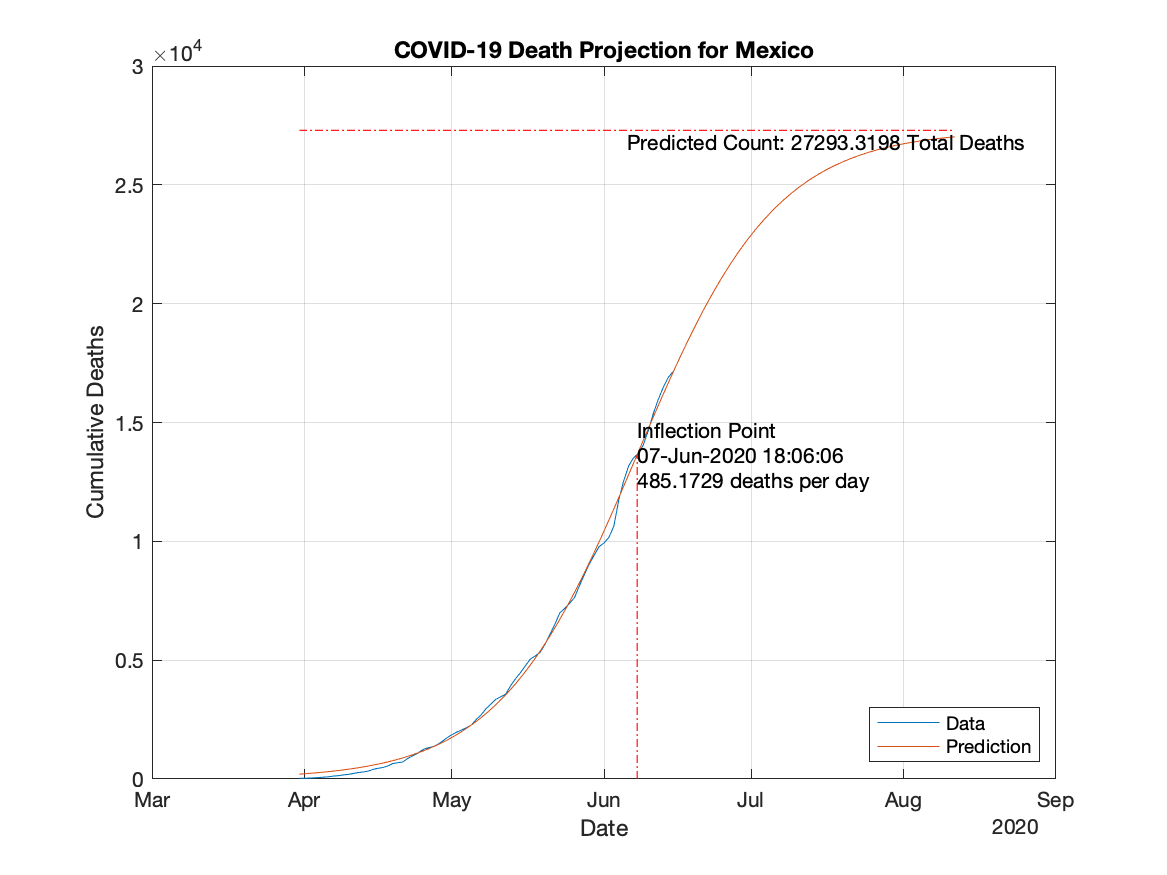 COVID-19 Death Projection for Mexico
×10⁴
3
2.5
2
1.5
1
0.5
0
Cumulative Deaths
Predicted Count: 27293.3198 Total Deaths
Inflection Point
07-Jun-2020 18:06:06
485.1729 deaths per day
Data
Prediction
Mar Apr May Jun Jul Aug Sep
Date
2020